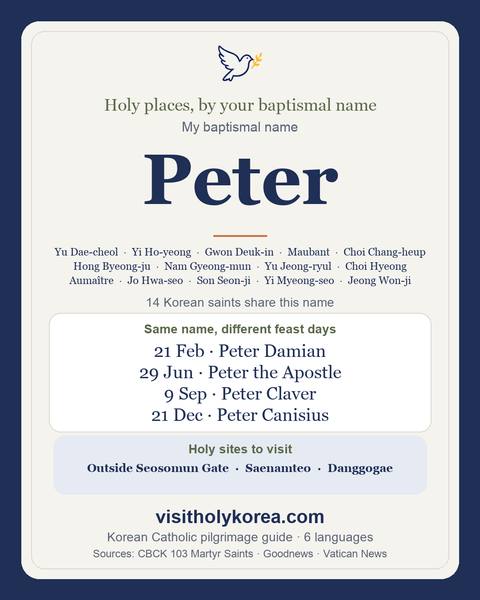 Holy places, by your baptismal name
My baptismal name
Peter
Yu Dae-cheol · Yi Ho-yeong · Gwon Deuk-in · Maubant · Choi Chang-heup
Hong Byeong-ju · Nam Gyeong-mun · Yu Jeong-ryul · Choi Hyeong
Aumaître · Jo Hwa-seo · Son Seon-ji · Yi Myeong-seo · Jeong Won-ji
14 Korean saints share this name
Same name, different feast days
21 Feb · Peter Damian
29 Jun · Peter the Apostle
9 Sep · Peter Claver
21 Dec · Peter Canisius
Holy sites to visit
Outside Seosomun Gate · Saenamteo · Danggogae
visitholykorea.com
Korean Catholic pilgrimage guide · 6 languages
Sources: CBCK 103 Martyr Saints · Goodnews · Vatican News